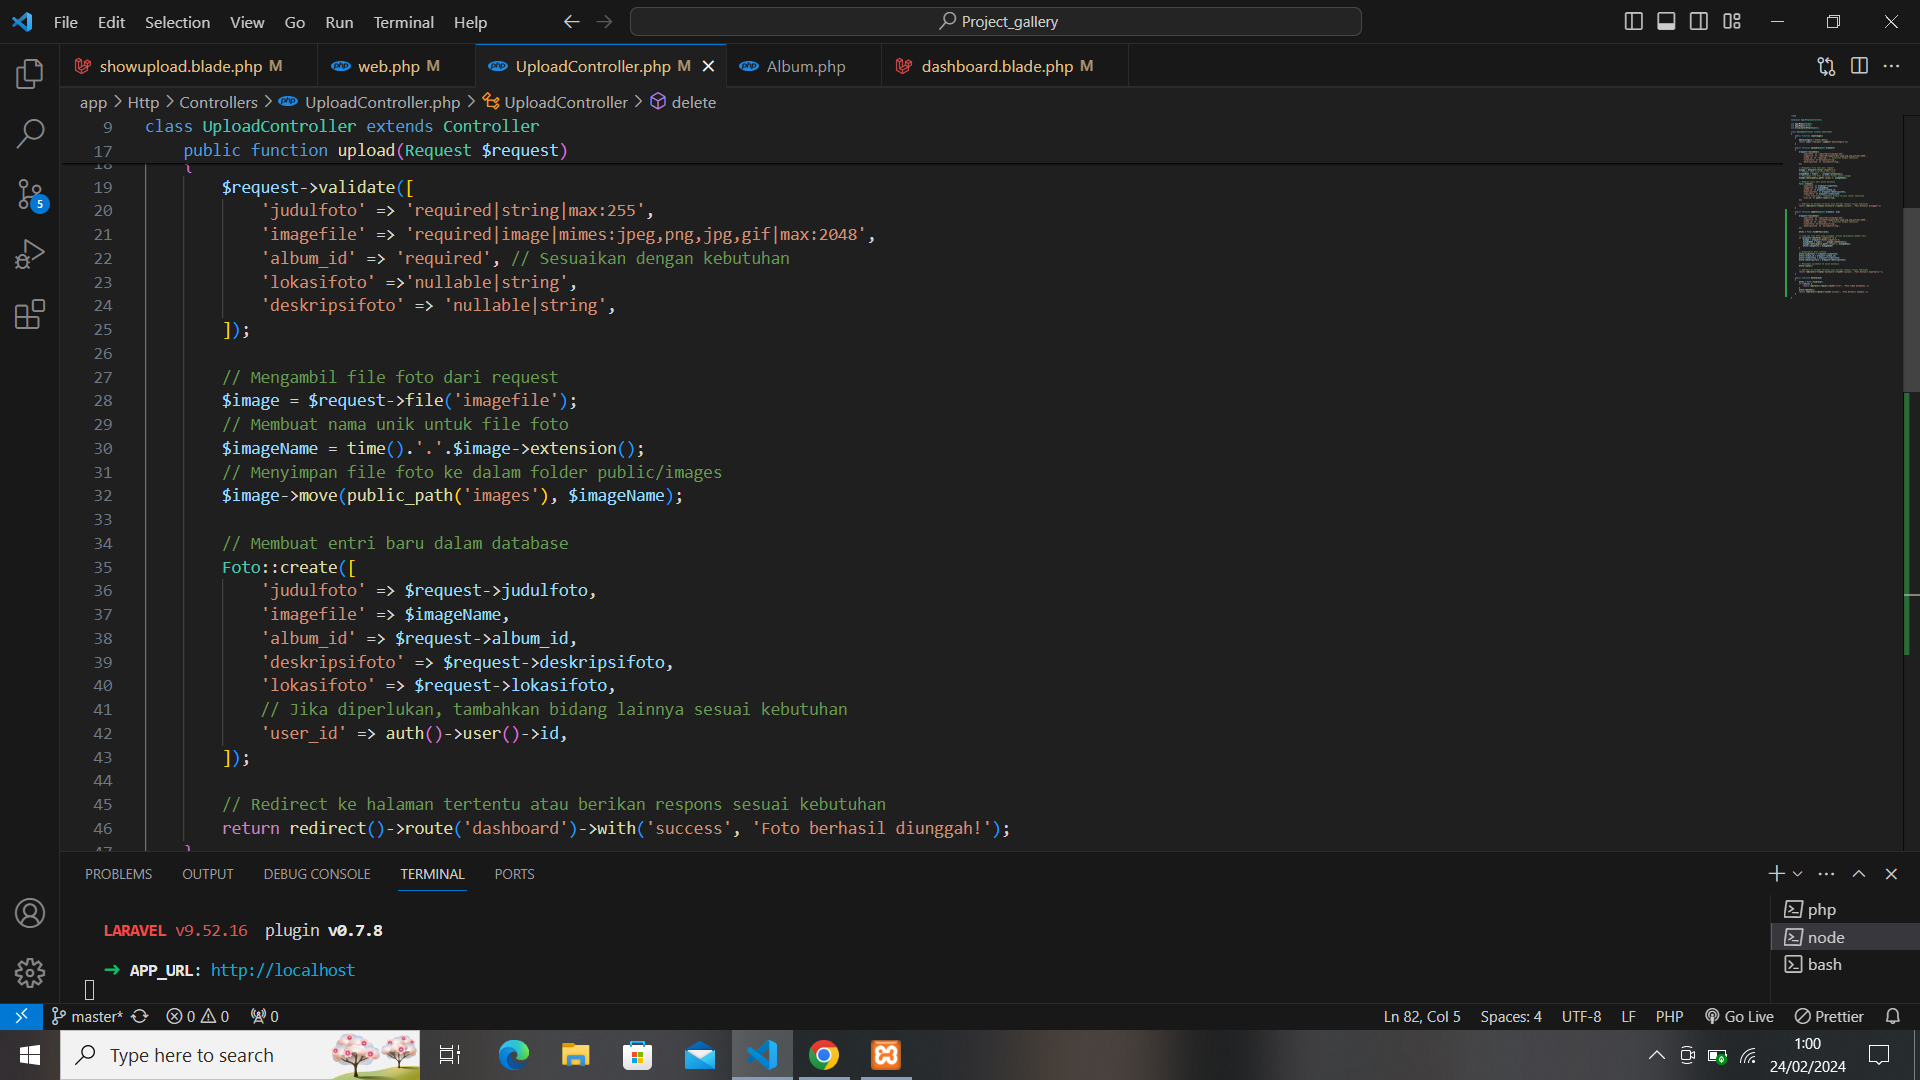 File Edit Selection View Go Run Terminal Help Project_gallery
showupload.blade.php M web.php M UploadController.php M Album.php dashboard.blade.php M
app > Http > Controllers > UploadController.php > UploadController > delete
9 class UploadController extends Controller
17 public function upload(Request $request)
18 {
19 $request->validate([
20 'judulfoto' => 'required|string|max:255',
21 'imagefile' => 'required|image|mimes:jpeg,png,jpg,gif|max:2048',
22 'album_id' => 'required', // Sesuaikan dengan kebutuhan
23 'lokasifoto' =>'nullable|string',
24 'deskripsifoto' => 'nullable|string',
25 ]);
26
27 // Mengambil file foto dari request
28 $image = $request->file('imagefile');
29 // Membuat nama unik untuk file foto
30 $imageName = time().'.'.$image->extension();
31 // Menyimpan file foto ke dalam folder public/images
32 $image->move(public_path('images'), $imageName);
33
34 // Membuat entri baru dalam database
35 Foto::create([
36 'judulfoto' => $request->judulfoto,
37 'imagefile' => $imageName,
38 'album_id' => $request->album_id,
39 'deskripsifoto' => $request->deskripsifoto,
40 'lokasifoto' => $request->lokasifoto,
41 // Jika diperlukan, tambahkan bidang lainnya sesuai kebutuhan
42 'user_id' => auth()->user()->id,
43 ]);
44
45 // Redirect ke halaman tertentu atau berikan respons sesuai kebutuhan
46 return redirect()->route('dashboard')->with('success', 'Foto berhasil diunggah!');
47 }
5
PROBLEMS OUTPUT DEBUG CONSOLE TERMINAL PORTS
LARAVEL v9.52.16 plugin v0.7.8
➜ APP_URL: http://localhost
php
node
bash
master* 0 0 0 Ln 82, Col 5 Spaces: 4 UTF-8 LF PHP Go Live Prettier
Type here to search
1:00
24/02/2024